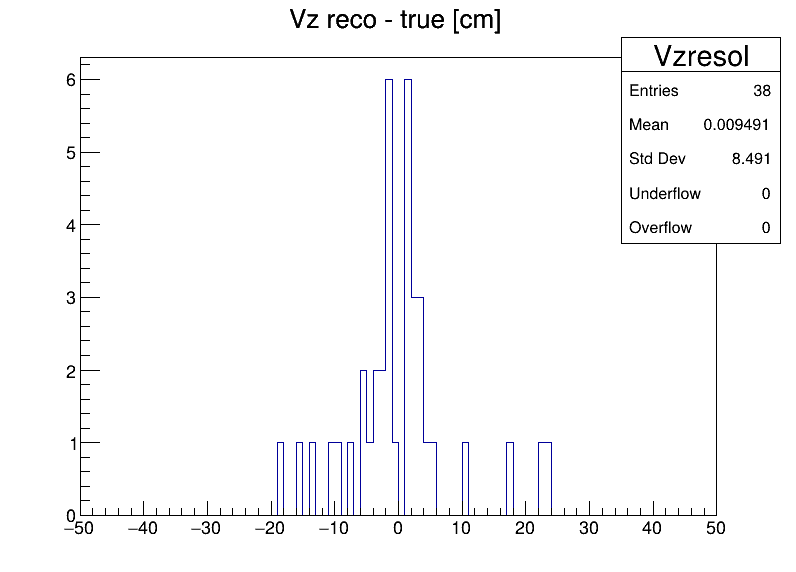 Vz reco - true [cm]
Vzresol
Entries 38
Mean 0.009491
Std Dev 8.491
Underflow 0
Overflow 0
6
5
4
3
2
1
0
−50 −40 −30 −20 −10 0 10 20 30 40 50